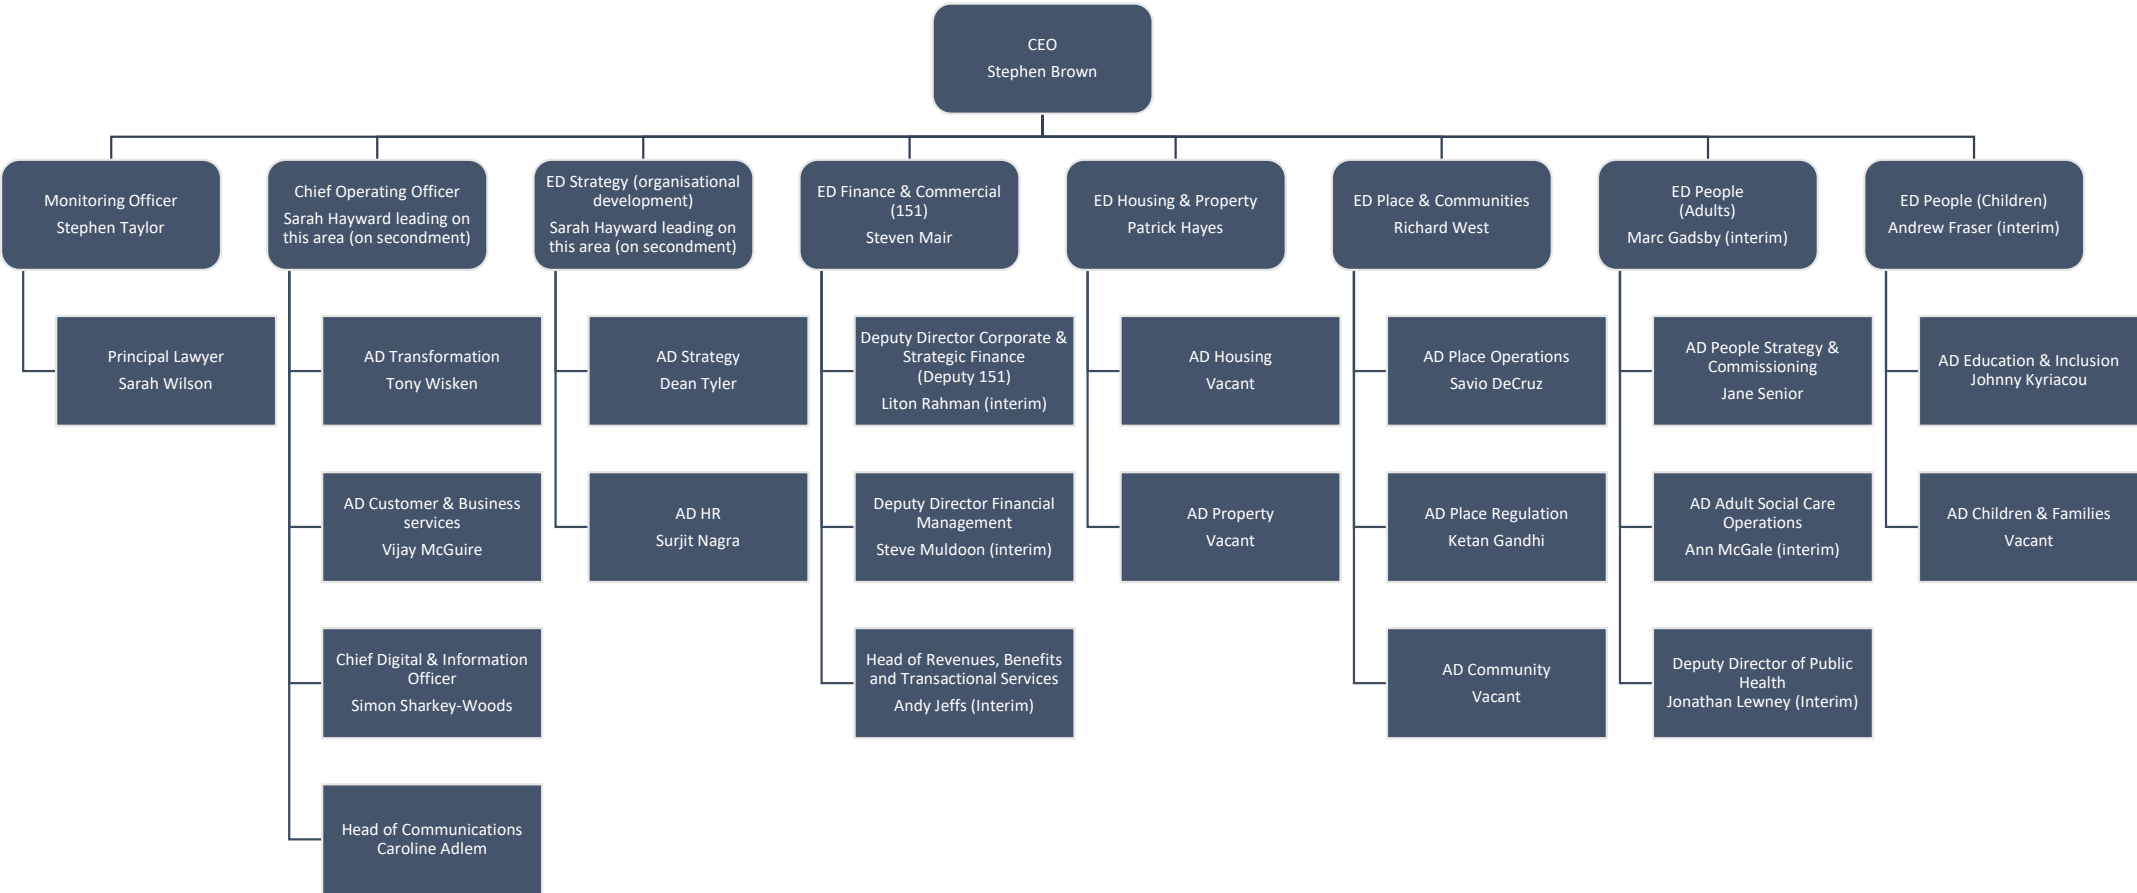 CEO
Stephen Brown
Monitoring Officer
Stephen Taylor
Chief Operating Officer
Sarah Hayward leading on
this area (on secondment)
ED Strategy (organisational
development)
Sarah Hayward leading on
this area (on secondment)
ED Finance & Commercial
(151)
Steven Mair
ED Housing & Property
Patrick Hayes
ED Place & Communities
Richard West
ED People
(Adults)
Marc Gadsby (interim)
ED People (Children)
Andrew Fraser (interim)
Principal Lawyer
Sarah Wilson
AD Transformation
Tony Wisken
AD Strategy
Dean Tyler
Deputy Director Corporate &
Strategic Finance
(Deputy 151)
Liton Rahman (interim)
AD Housing
Vacant
AD Place Operations
Savio DeCruz
AD People Strategy &
Commissioning
Jane Senior
AD Education & Inclusion
Johnny Kyriacou
AD Customer & Business
services
Vijay McGuire
AD HR
Surjit Nagra
Deputy Director Financial
Management
Steve Muldoon (interim)
AD Property
Vacant
AD Place Regulation
Ketan Gandhi
AD Adult Social Care
Operations
Ann McGale (interim)
AD Children & Families
Vacant
Chief Digital & Information
Officer
Simon Sharkey-Woods
Head of Revenues, Benefits
and Transactional Services
Andy Jeffs (Interim)
AD Community
Vacant
Deputy Director of Public
Health
Jonathan Lewney (Interim)
Head of Communications
Caroline Adlem